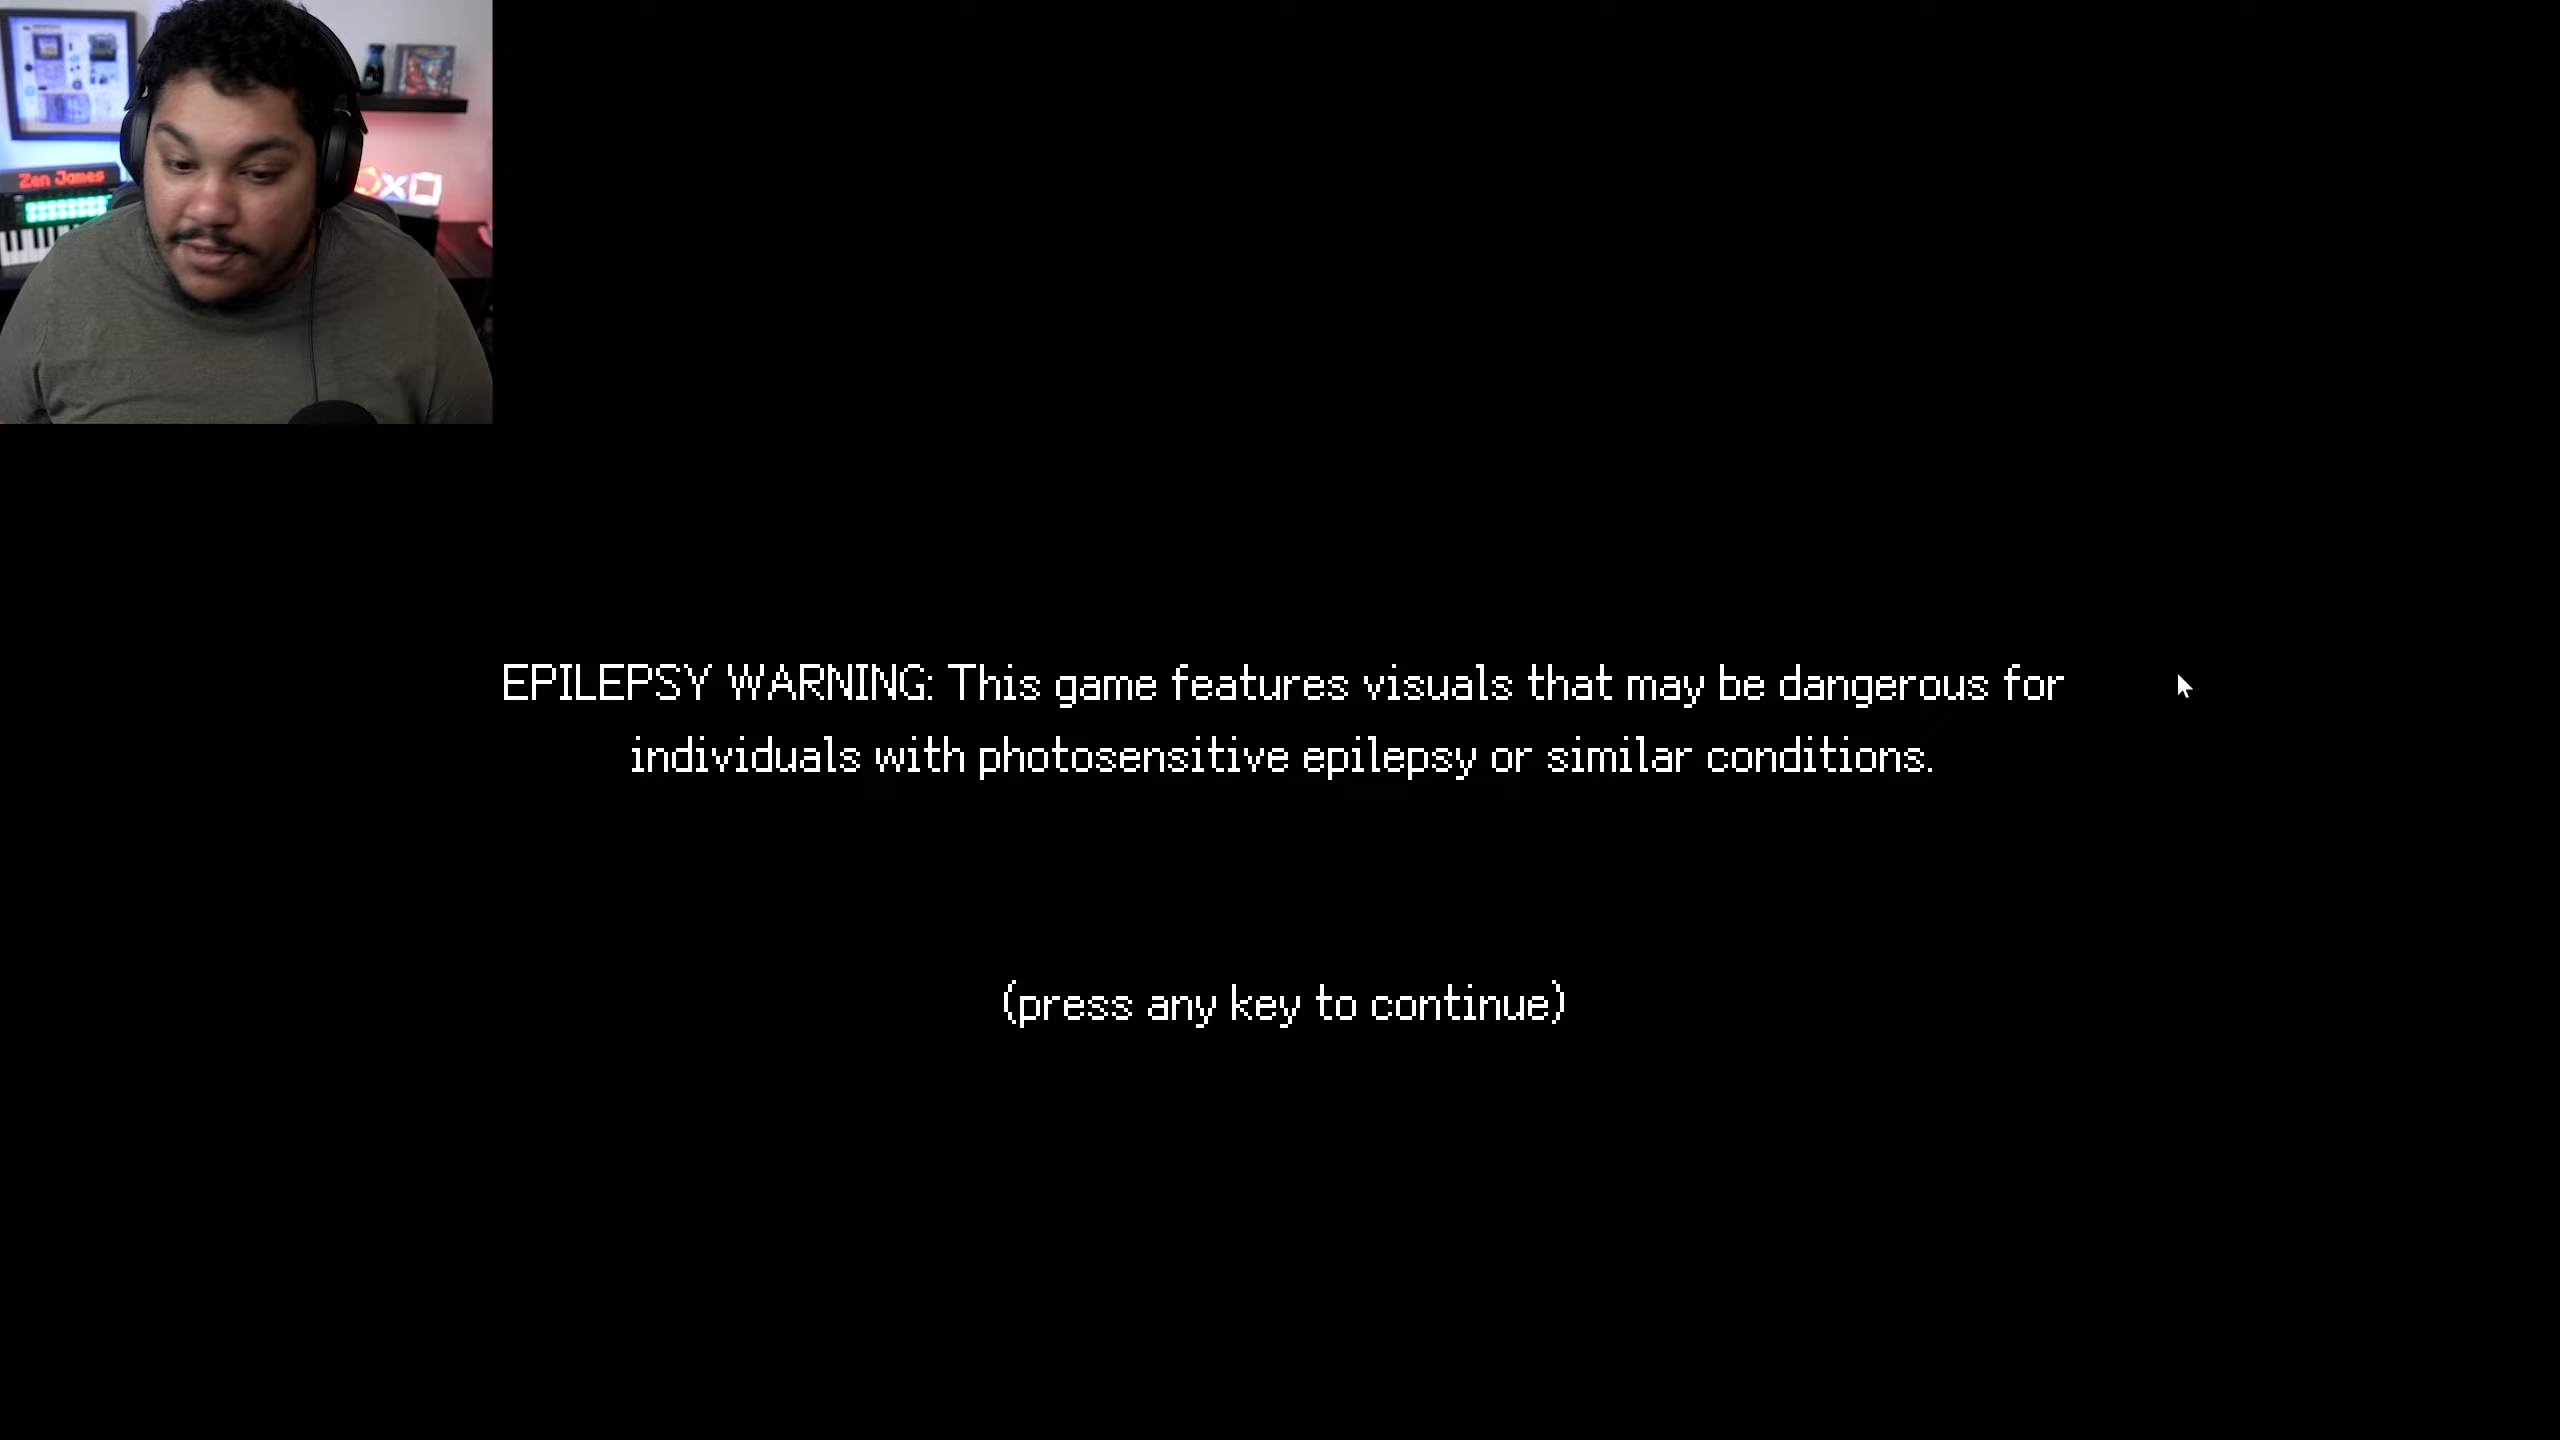 Zen James
EPILEPSY WARNING: This game features visuals that may be dangerous for
individuals with photosensitive epilepsy or similar conditions.
(press any key to continue)